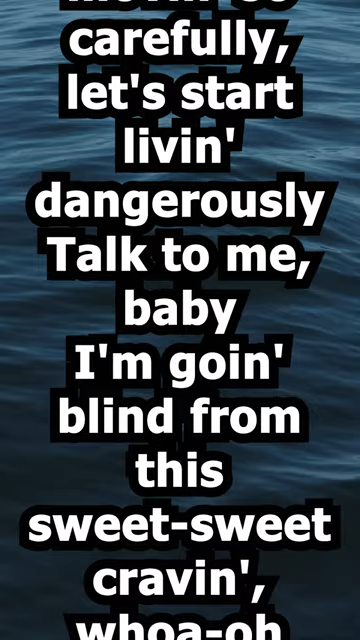 carefully,
let's start
livin'
dangerously
Talk to me,
baby
I'm goin'
blind from
this
sweet-sweet
cravin',
whoa-oh